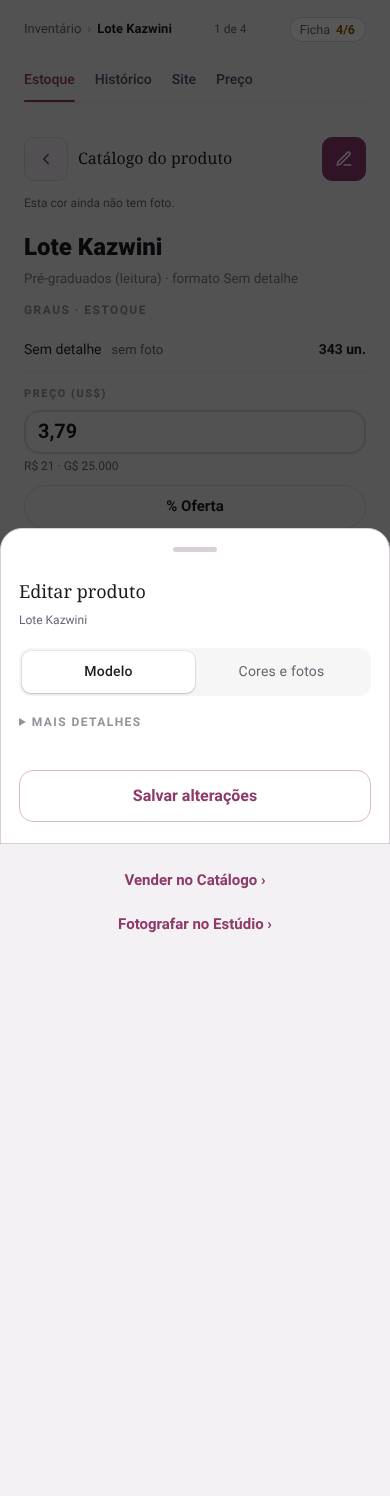 Inventário › Lote Kazwini 1 de 4 Ficha 4/6
Estoque Histórico Site Preço
Catálogo do produto
Esta cor ainda não tem foto.
Lote Kazwini
Pré-graduados (leitura) · formato Sem detalhe
GRAUS · ESTOQUE
Sem detalhe sem foto 343 un.
PREÇO (US$)
3,79
R$ 21 · G$ 25.000
% Oferta
Editar produto
Lote Kazwini
Modelo Cores e fotos
▶ MAIS DETALHES
Salvar alterações
Vender no Catálogo ›
Fotografar no Estúdio ›